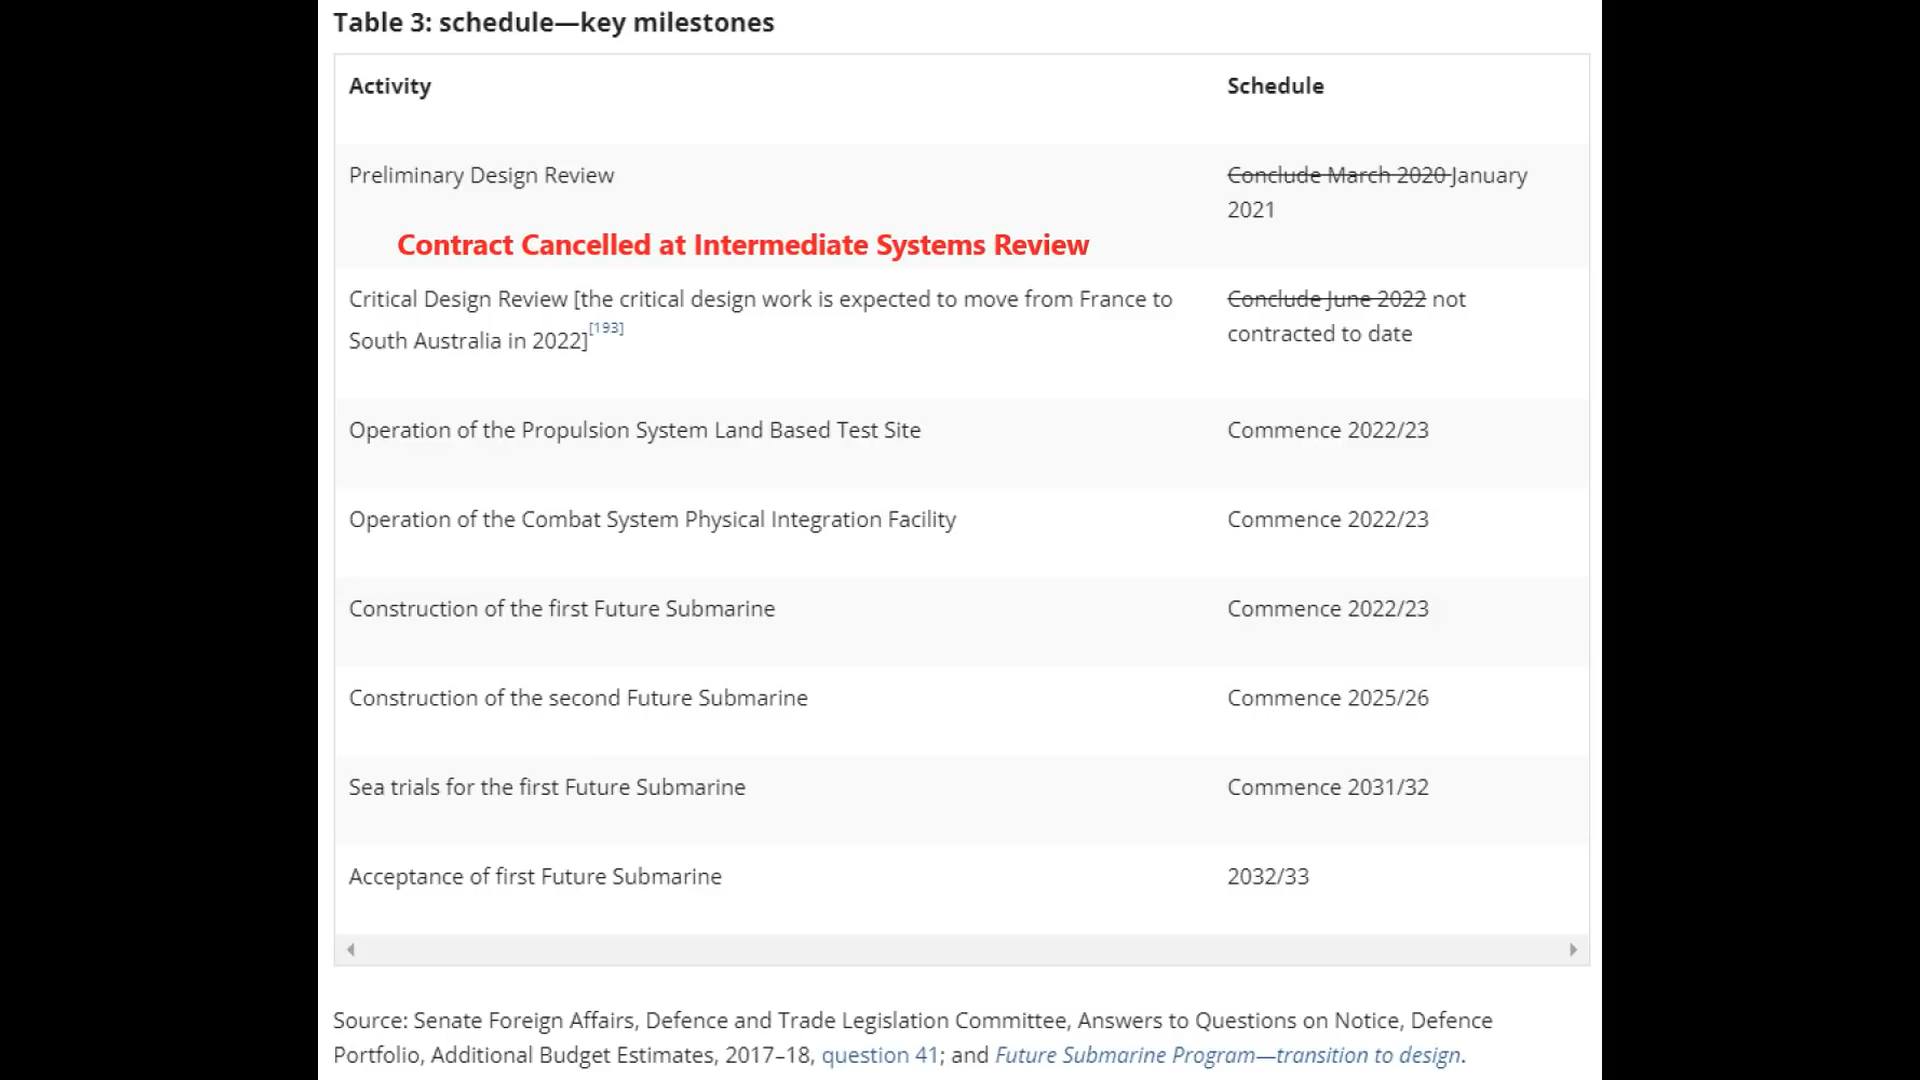 Table 3: schedule—key milestones
Activity
Schedule
Preliminary Design Review
Conclude March 2020 January
2021
Contract Cancelled at Intermediate Systems Review
Critical Design Review [the critical design work is expected to move from France to
South Australia in 2022][193]
Conclude June 2022 not
contracted to date
Operation of the Propulsion System Land Based Test Site
Commence 2022/23
Operation of the Combat System Physical Integration Facility
Commence 2022/23
Construction of the first Future Submarine
Commence 2022/23
Construction of the second Future Submarine
Commence 2025/26
Sea trials for the first Future Submarine
Commence 2031/32
Acceptance of first Future Submarine
2032/33
Source: Senate Foreign Affairs, Defence and Trade Legislation Committee, Answers to Questions on Notice, Defence
Portfolio, Additional Budget Estimates, 2017–18, question 41; and Future Submarine Program—transition to design.